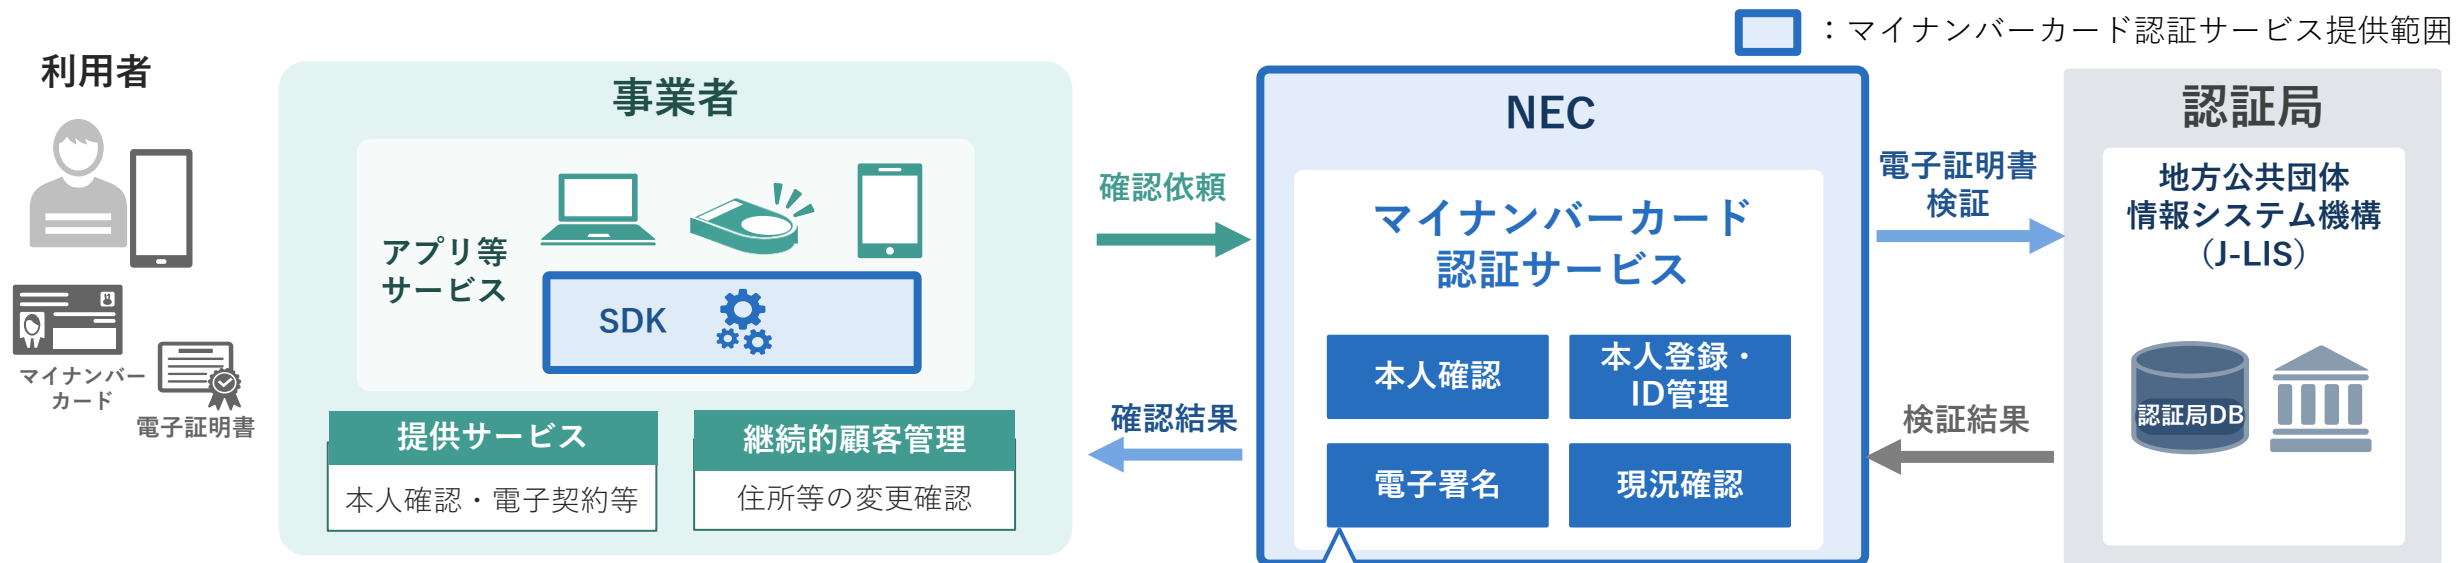 ：マイナンバーカード認証サービス提供範囲
利用者
マイナンバー
カード
電子証明書
事業者
アプリ等
サービス
SDK
提供サービス
本人確認・電子契約等
継続的顧客管理
住所等の変更確認
確認依頼
確認結果
NEC
マイナンバーカード
認証サービス
本人確認
本人登録・
ID管理
電子署名
現況確認
電子証明書
検証
検証結果
認証局
地方公共団体
情報システム機構
（J-LIS）
認証局DB